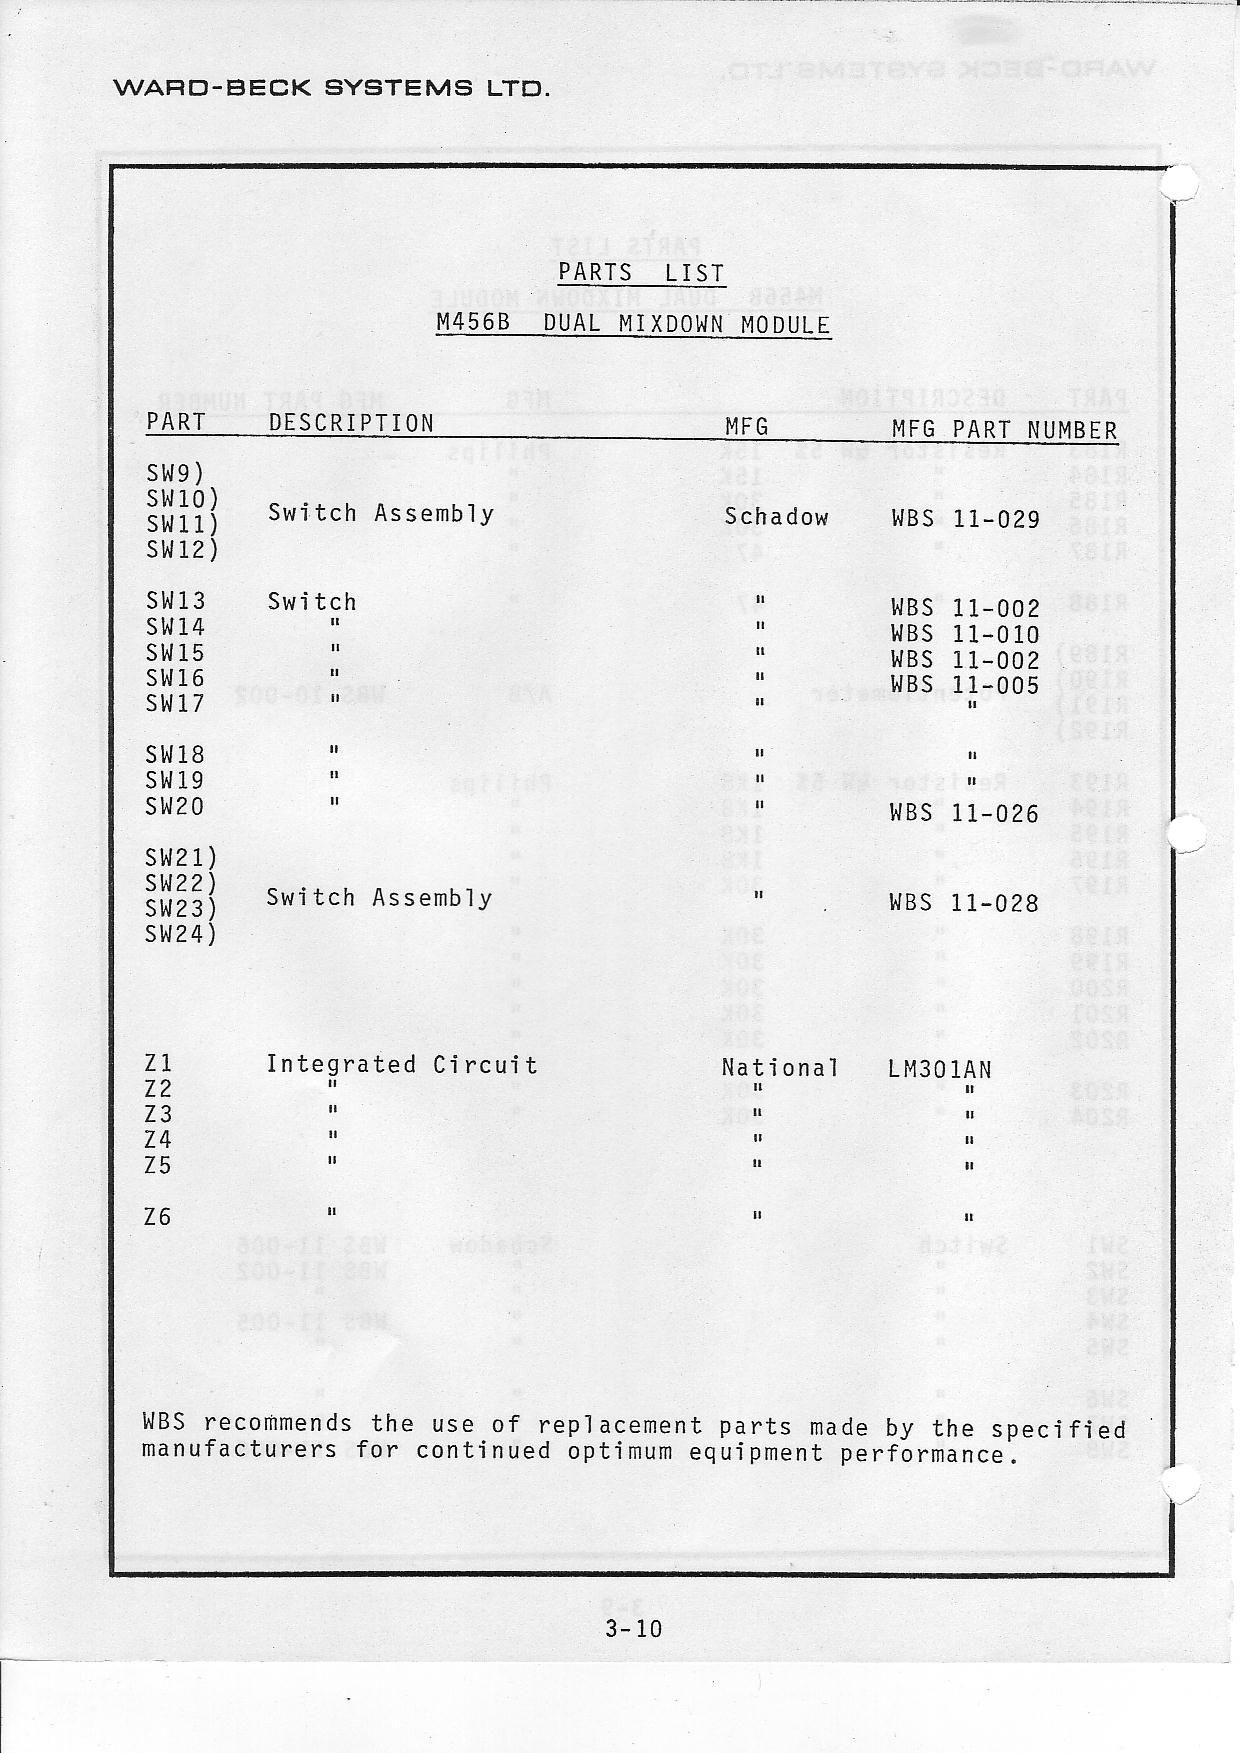 WARD-BECK SYSTEMS LTD.
PARTS LIST
M456B DUAL MIXDOWN MODULE
PART DESCRIPTION MFG MFG PART NUMBER
SW9)
SW10)
SW11) Switch Assembly Schadow WBS 11-029
SW12)
SW13 Switch " WBS 11-002
SW14 " " WBS 11-010
SW15 " " WBS 11-002
SW16 " " WBS 11-005
SW17 " " "
SW18 " " "
SW19 " " "
SW20 " " WBS 11-026
SW21)
SW22)
SW23) Switch Assembly " WBS 11-028
SW24)
Z1 Integrated Circuit National LM301AN
Z2 " " "
Z3 " " "
Z4 " " "
Z5 " " "
Z6 " " "
WBS recommends the use of replacement parts made by the specified
manufacturers for continued optimum equipment performance.
3-10